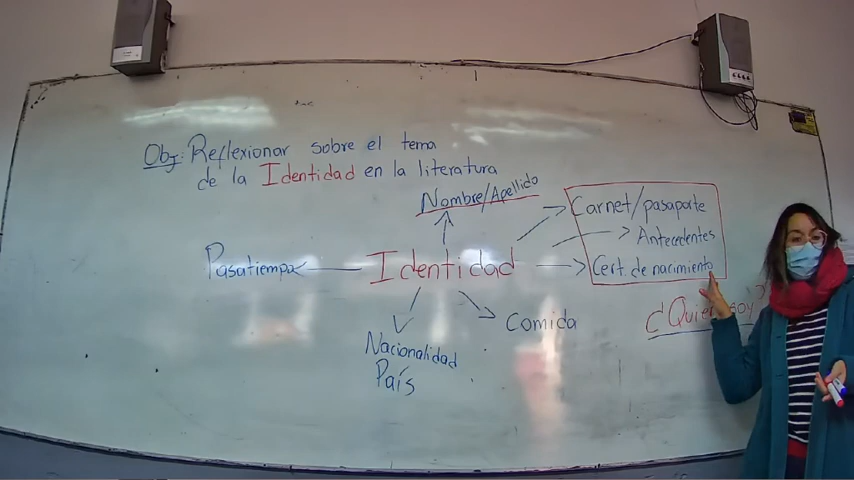 Obj: Reflexionar sobre el tema
de la Identidad en la literatura
Nombre/Apellido
Carnet/pasaporte
Antecedentes
Cert. de nacimiento
Pasatiempo
Identidad
¿Quién soy?
Comida
Nacionalidad
País